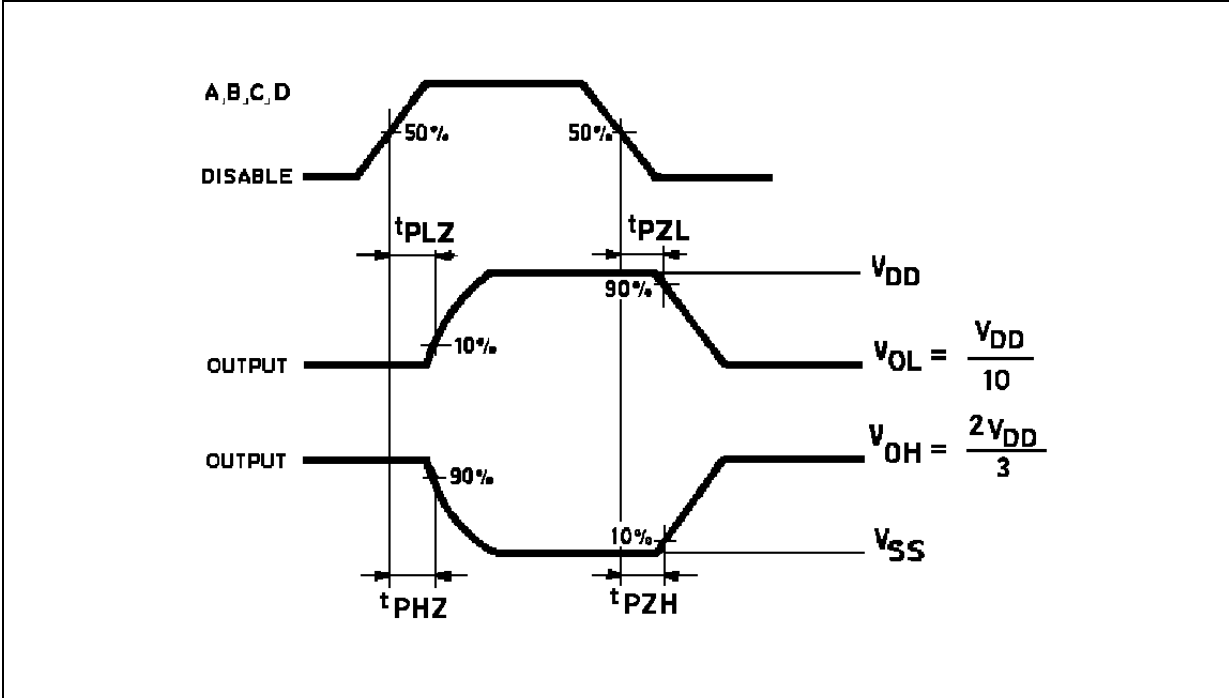 A,B,C,D
50%
50%
DISABLE
tPLZ
tPZL
VDD
90%
10%
OUTPUT
VOL = VDD/10
VOH = 2VDD/3
OUTPUT
90%
10%
VSS
tPHZ
tPZH